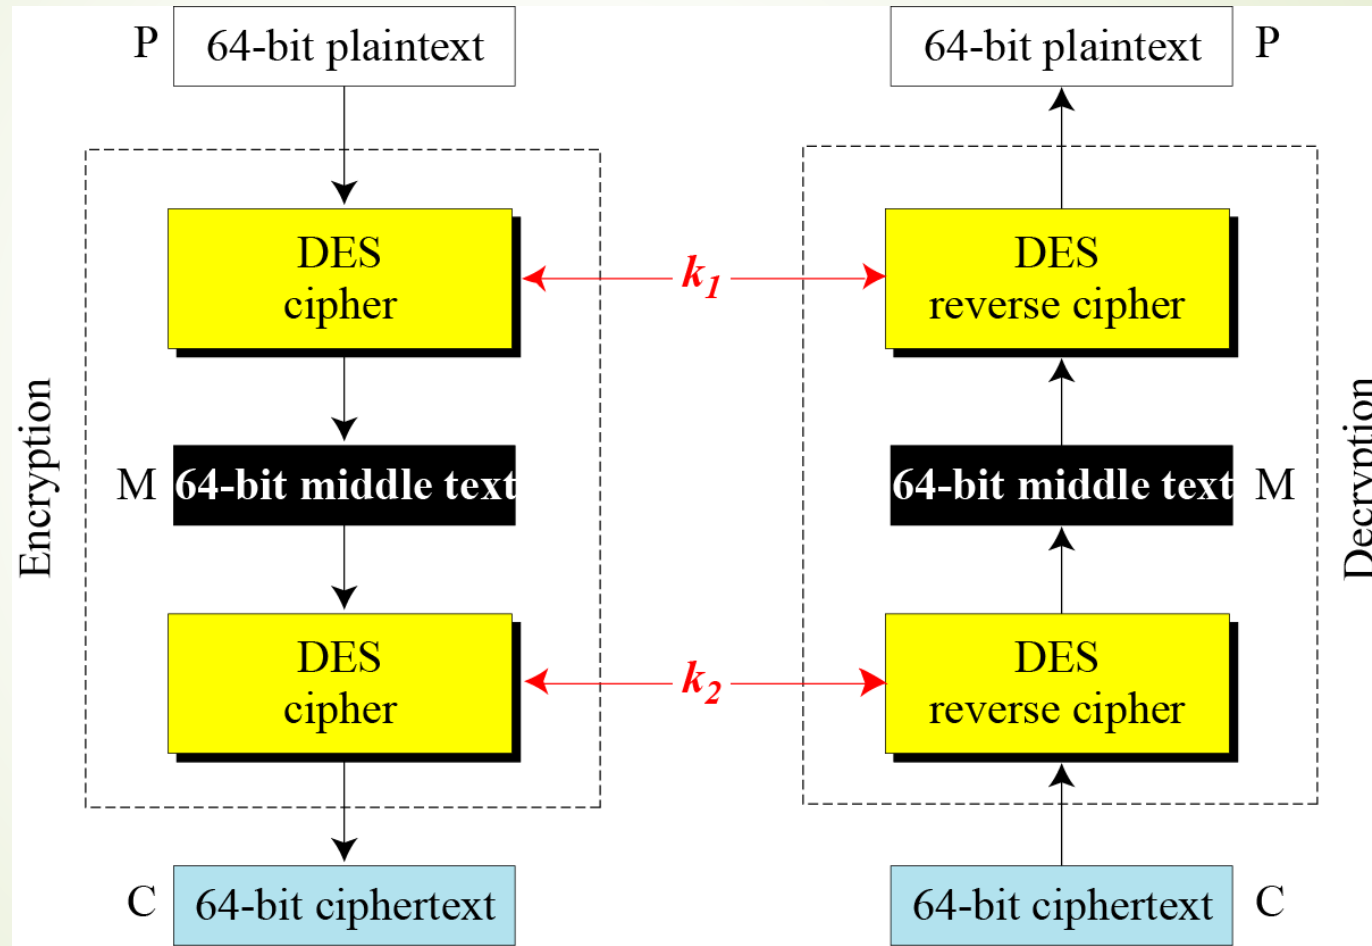 P
64-bit plaintext
64-bit plaintext
P
DES
cipher
k1
DES
reverse cipher
Encryption
M
64-bit middle text
64-bit middle text
M
Decryption
DES
cipher
k2
DES
reverse cipher
C
64-bit ciphertext
64-bit ciphertext
C